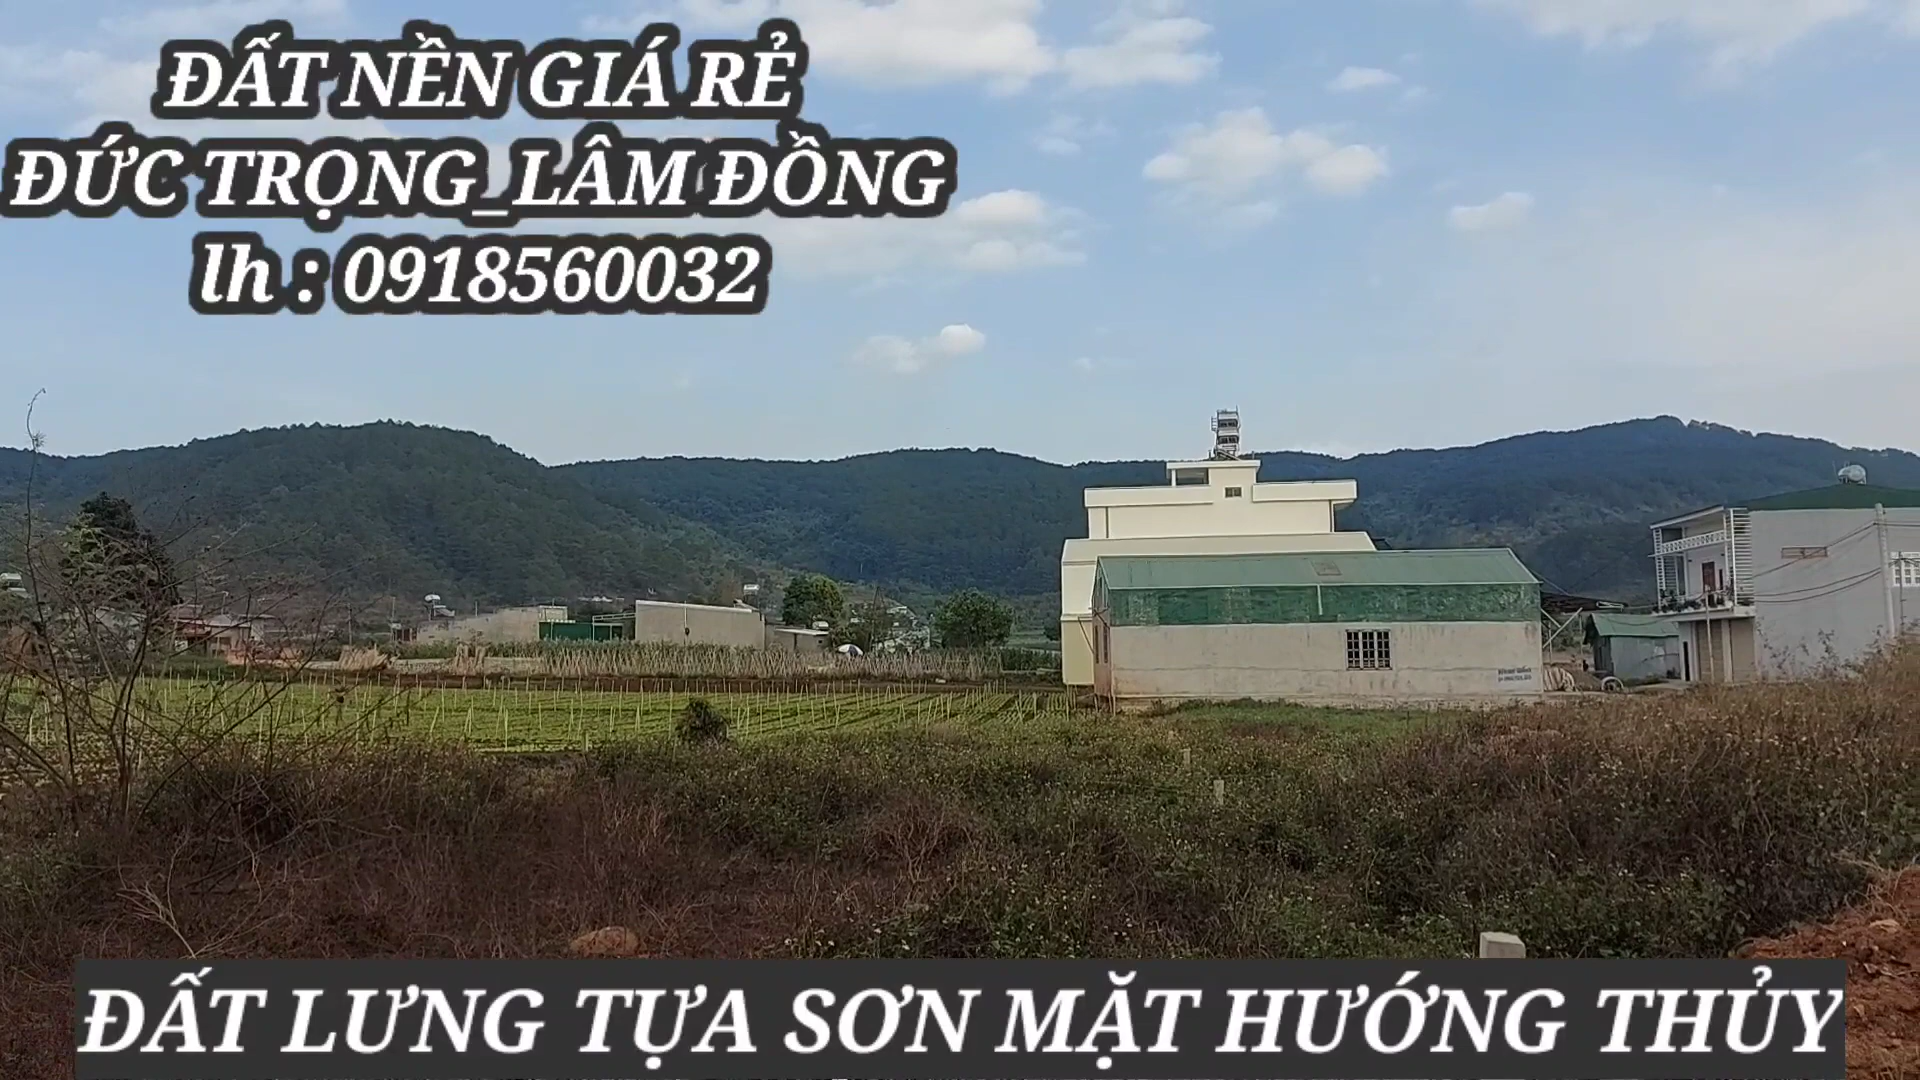 ĐẤT NỀN GIÁ RẺ
ĐỨC TRỌNG_LÂM ĐỒNG
lh : 0918560032
ĐẤT LƯNG TỰA SƠN MẶT HƯỚNG THỦY